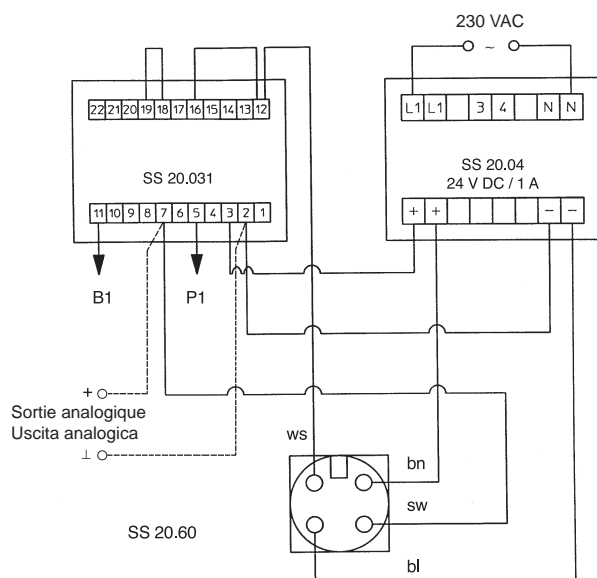 230 VAC
~
22 21 20 19 18 17 16 15 14 13 12
L1 L1 3 4 N N
SS 20.031
SS 20.04
24 V DC / 1 A
11 10 9 8 7 6 5 4 3 2 1
+ + − −
B1
P1
+
Sortie analogique
Uscita analogica
⊥
ws
bn
sw
SS 20.60
bl